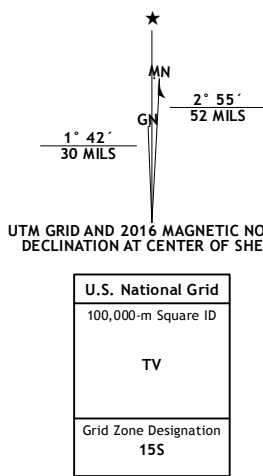 ★
MN
GN
2° 55´
52 MILS
1° 42´
30 MILS
UTM GRID AND 2016 MAGNETIC NO
DECLINATION AT CENTER OF SHE
U.S. National Grid
100,000-m Square ID
TV
Grid Zone Designation
15S